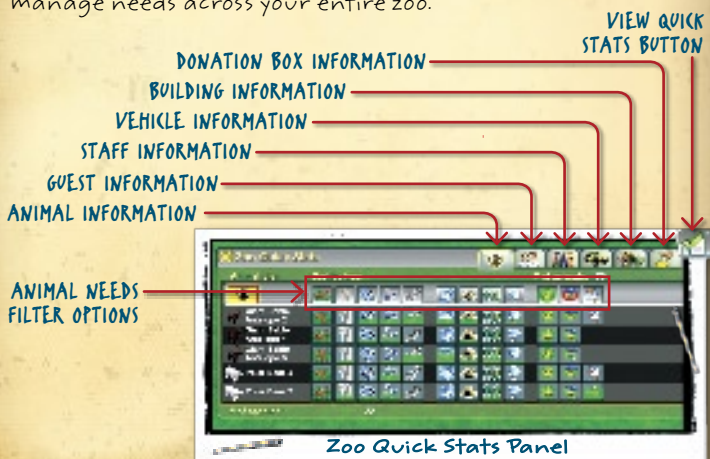 manage needs across your entire zoo.
VIEW QUICK
STATS BUTTON
DONATION BOX INFORMATION
BUILDING INFORMATION
VEHICLE INFORMATION
STAFF INFORMATION
GUEST INFORMATION
ANIMAL INFORMATION
ANIMAL NEEDS
FILTER OPTIONS
Zoo Quick Stats Panel